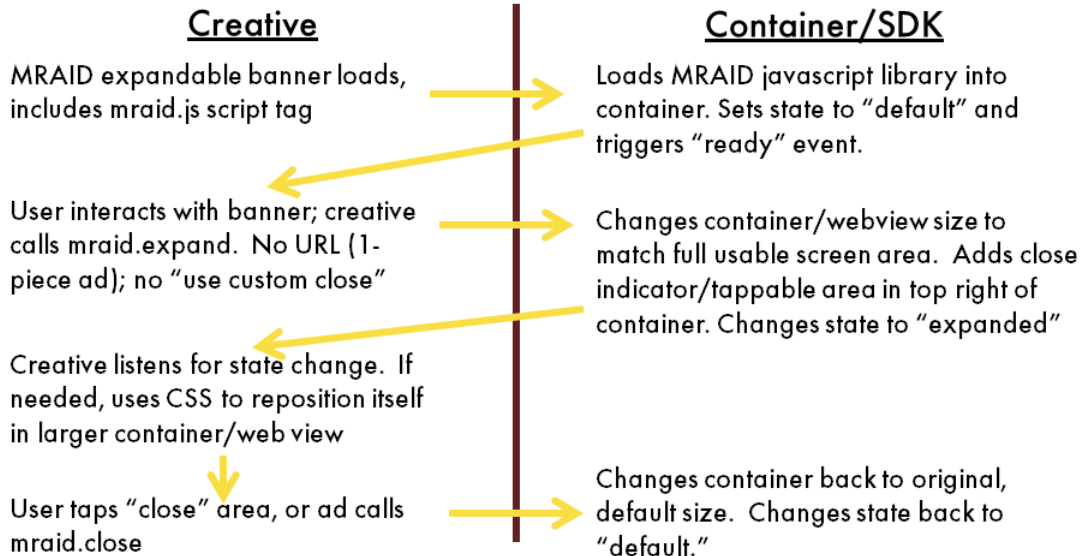 Creative
MRAID expandable banner loads,
includes mraid.js script tag
Container/SDK
Loads MRAID javascript library into
container. Sets state to “default” and
triggers “ready” event.
User interacts with banner; creative
calls mraid.expand.  No URL (1-
piece ad); no “use custom close”
Changes container/webview size to
match full usable screen area.  Adds close
indicator/tappable area in top right of
container. Changes state to “expanded”
Creative listens for state change.  If
needed, uses CSS to reposition itself
in larger container/web view
User taps “close” area, or ad calls
mraid.close
Changes container back to original,
default size.  Changes state back to
“default.”